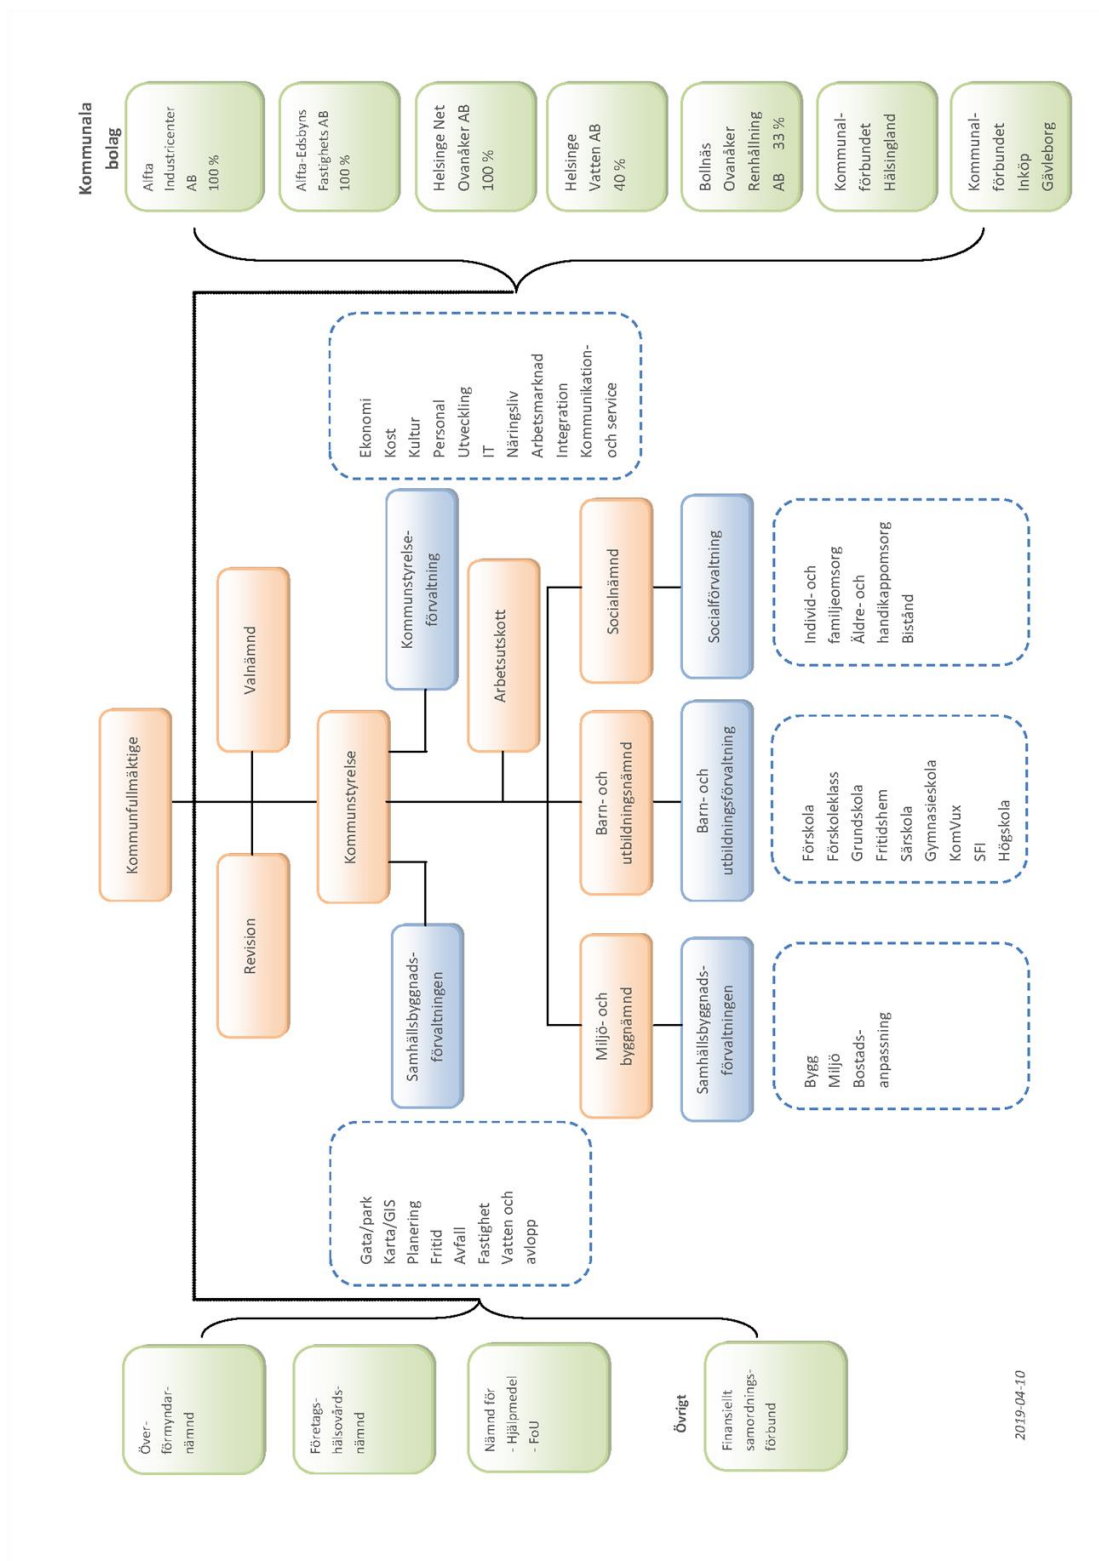 Kommunala
bolag
Alfta
Industricenter
AB
100 %
Alfta-Edsbyns
Fastighets AB
100 %
Helsinge Net
Ovanåker AB
100 %
Helsinge
Vatten AB
40 %
Bollnäs
Ovanåker
Renhållning
AB 33 %
Kommunal-
förbundet
Hälsingland
Kommunal-
förbundet
Inköp
Gävleborg
Kommunfullmäktige
Revision
Valnämnd
Kommunstyrelse
Samhällsbyggnads-
förvaltningen
Kommunstyrelse-
förvaltning
Gata/park
Karta/GIS
Planering
Fritid
Avfall
Fastighet
Vatten och
avlopp
Ekonomi
Kost
Kultur
Personal
Utveckling
IT
Näringsliv
Arbetsmarknad
Integration
Kommunikation-
och service
Arbetsutskott
Miljö- och
byggnämnd
Barn- och
utbildningsnämnd
Socialnämnd
Samhällsbyggnads-
förvaltningen
Barn- och
utbildningsförvaltning
Socialförvaltning
Bygg
Miljö
Bostads-
anpassning
Förskola
Förskoleklass
Grundskola
Fritidshem
Särskola
Gymnasieskola
KomVux
SFI
Högskola
Individ- och
familjeomsorg
Äldre- och
handikappomsorg
Bistånd
Över-
förmyndar-
nämnd
Företags-
hälsovårds-
nämnd
Nämnd för
- Hjälpmedel
- FoU
Övrigt
Finansiellt
samordnings-
förbund
2019-04-10